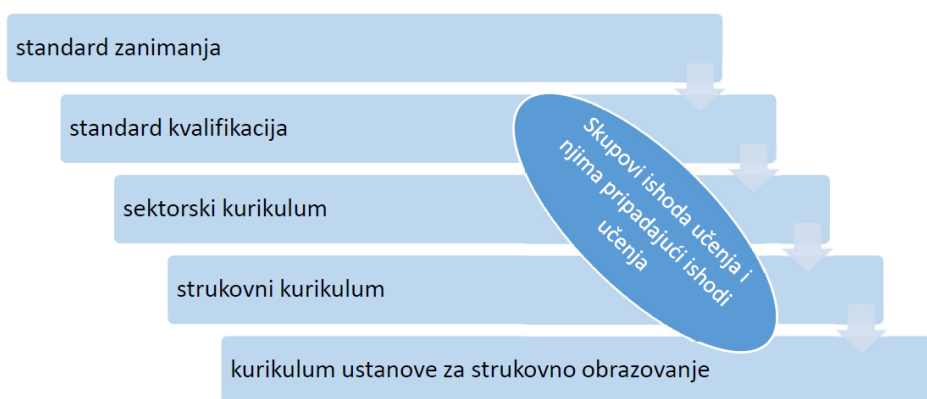 standard zanimanja
standard kvalifikacija
sektorski kurikulum
strukovni kurikulum
kurikulum ustanove za strukovno obrazovanje
Skupovi ishoda učenja i
njima pripadajući ishodi
učenja